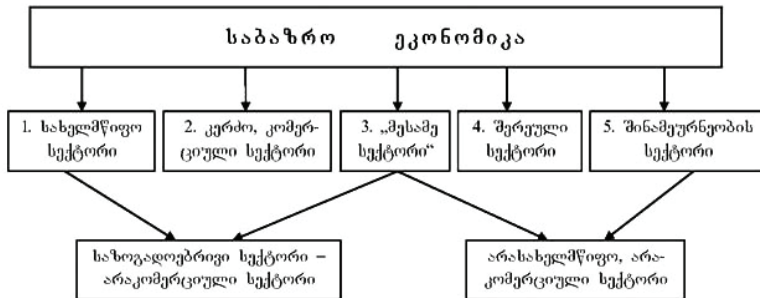 საბაზრო ეკონომიკა
1. სახელმწიფო
სექტორი
2. კერძო, კომერ-
ციული სექტორი
3. „მესამე
სექტორი“
4. შერეული
სექტორი
5. შინამეურნეობის
სექტორი
საზოგადოებრივი სექტორი –
არაკომერციული სექტორი
არასახელმწიფო, არა-
კომერციული სექტორი